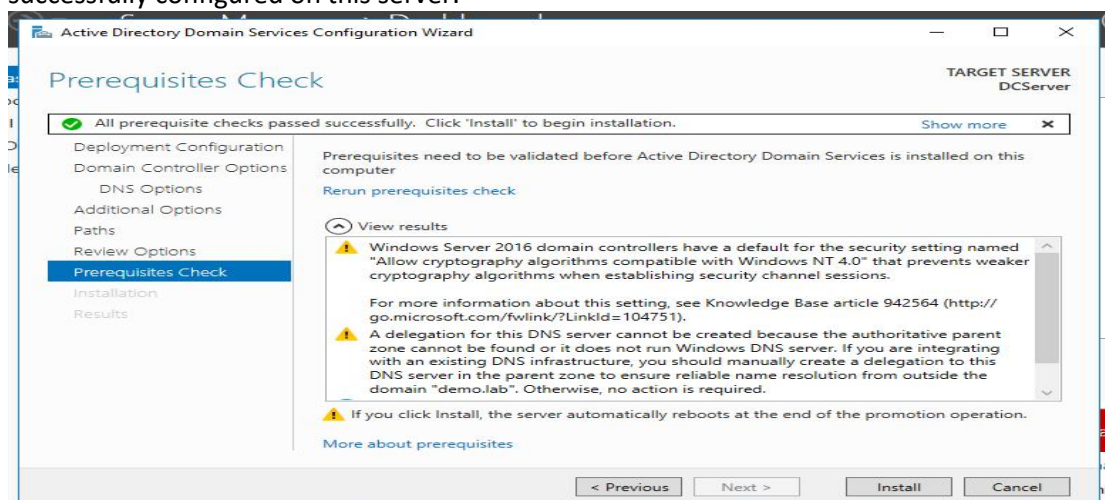 successfully configured on this server.
Active Directory Domain Services Configuration Wizard
Prerequisites Check
TARGET SERVER
DCServer
All prerequisite checks passed successfully. Click 'Install' to begin installation.
Show more
Deployment Configuration
Domain Controller Options
DNS Options
Additional Options
Paths
Review Options
Prerequisites Check
Installation
Results
Prerequisites need to be validated before Active Directory Domain Services is installed on this
computer
Rerun prerequisites check
View results
Windows Server 2016 domain controllers have a default for the security setting named
"Allow cryptography algorithms compatible with Windows NT 4.0" that prevents weaker
cryptography algorithms when establishing security channel sessions.
For more information about this setting, see Knowledge Base article 942564 (http://
go.microsoft.com/fwlink/?LinkId=104751).
A delegation for this DNS server cannot be created because the authoritative parent
zone cannot be found or it does not run Windows DNS server. If you are integrating
with an existing DNS infrastructure, you should manually create a delegation to this
DNS server in the parent zone to ensure reliable name resolution from outside the
domain "demo.lab". Otherwise, no action is required.
If you click Install, the server automatically reboots at the end of the promotion operation.
More about prerequisites
< Previous
Next >
Install
Cancel